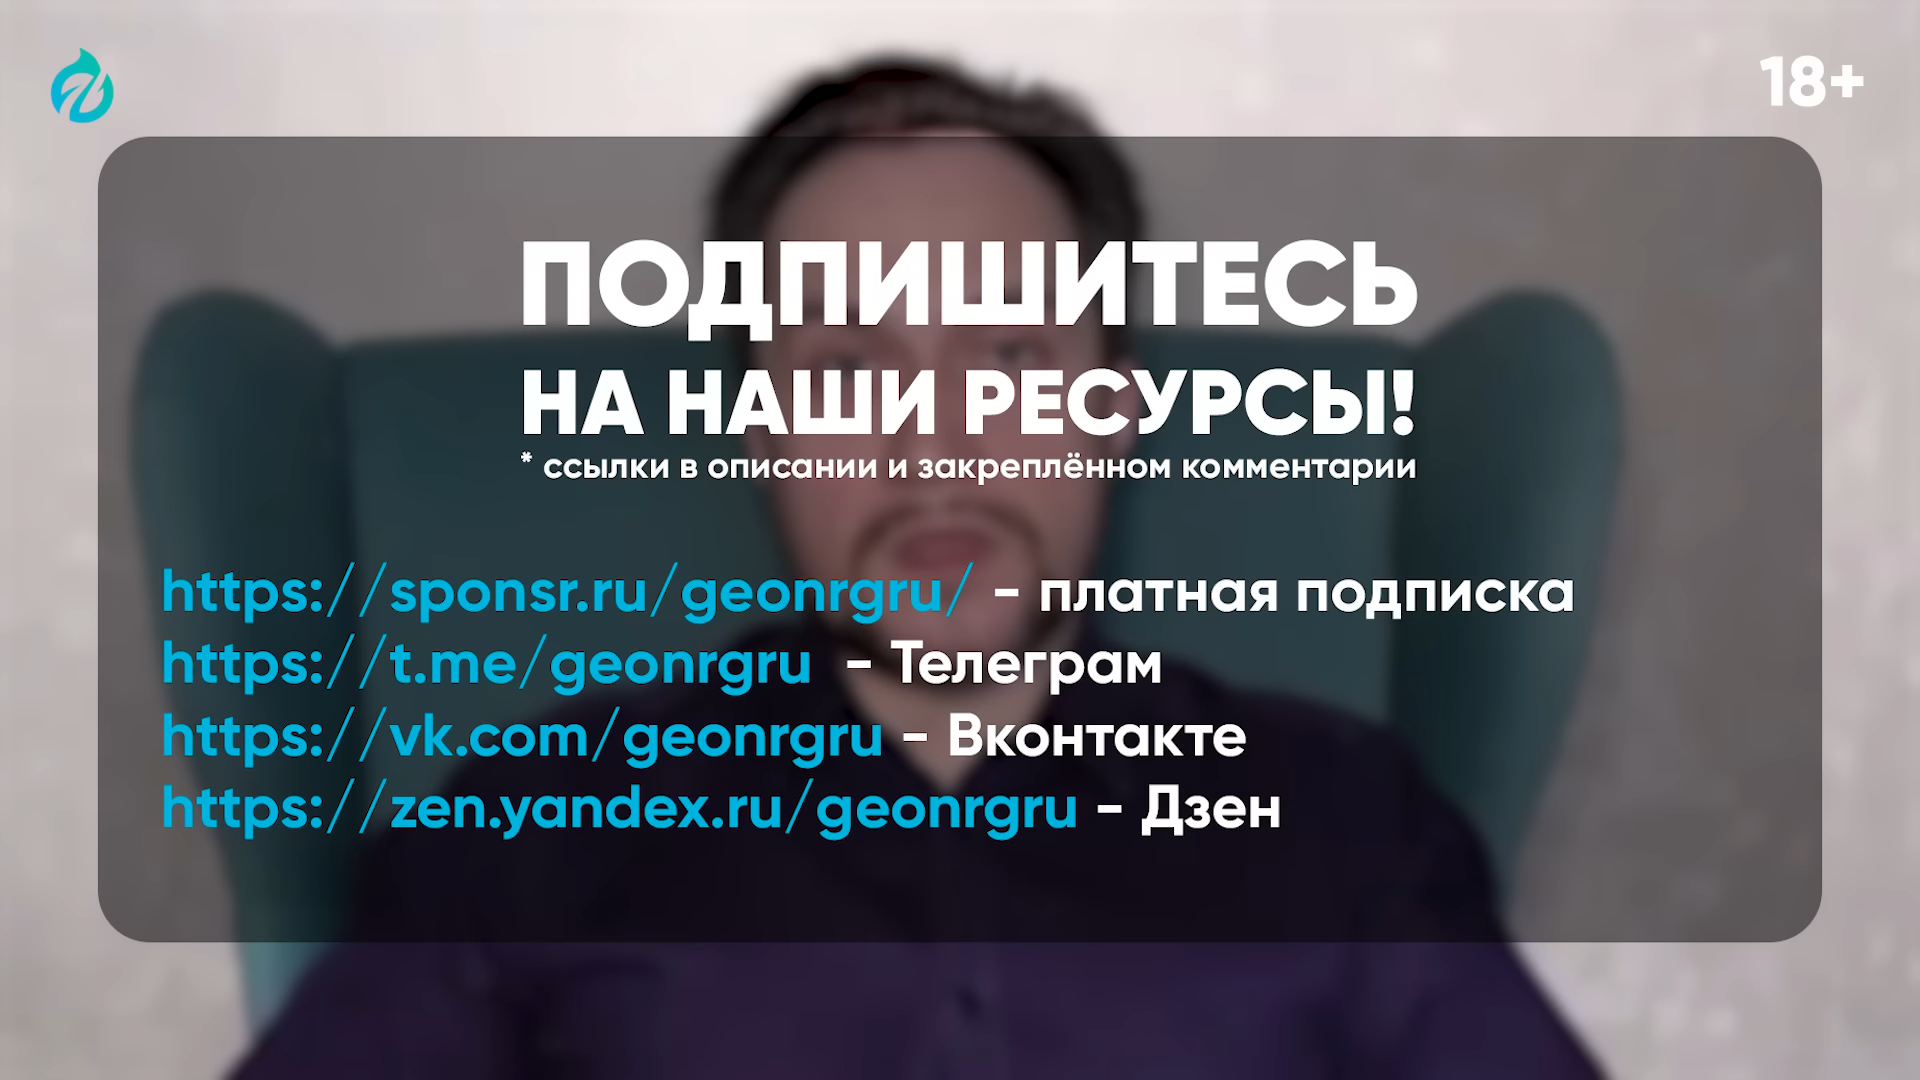 18+
ПОДПИШИТЕСЬ
НА НАШИ РЕСУРСЫ!
* ссылки в описании и закреплённом комментарии
https://sponsr.ru/geonrgru/ - платная подписка
https://t.me/geonrgru - Телеграм
https://vk.com/geonrgru - Вконтакте
https://zen.yandex.ru/geonrgru - Дзен